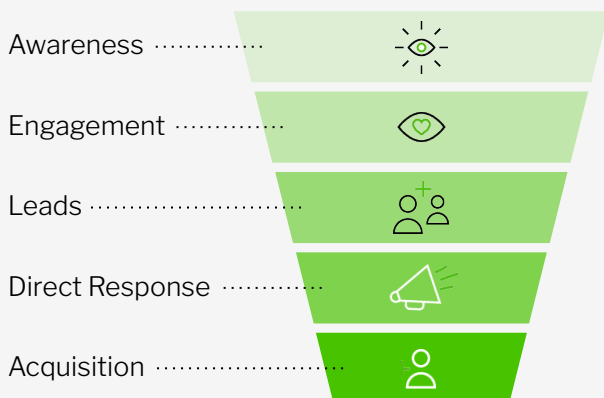 Awareness
Engagement
Leads
Direct Response
Acquisition